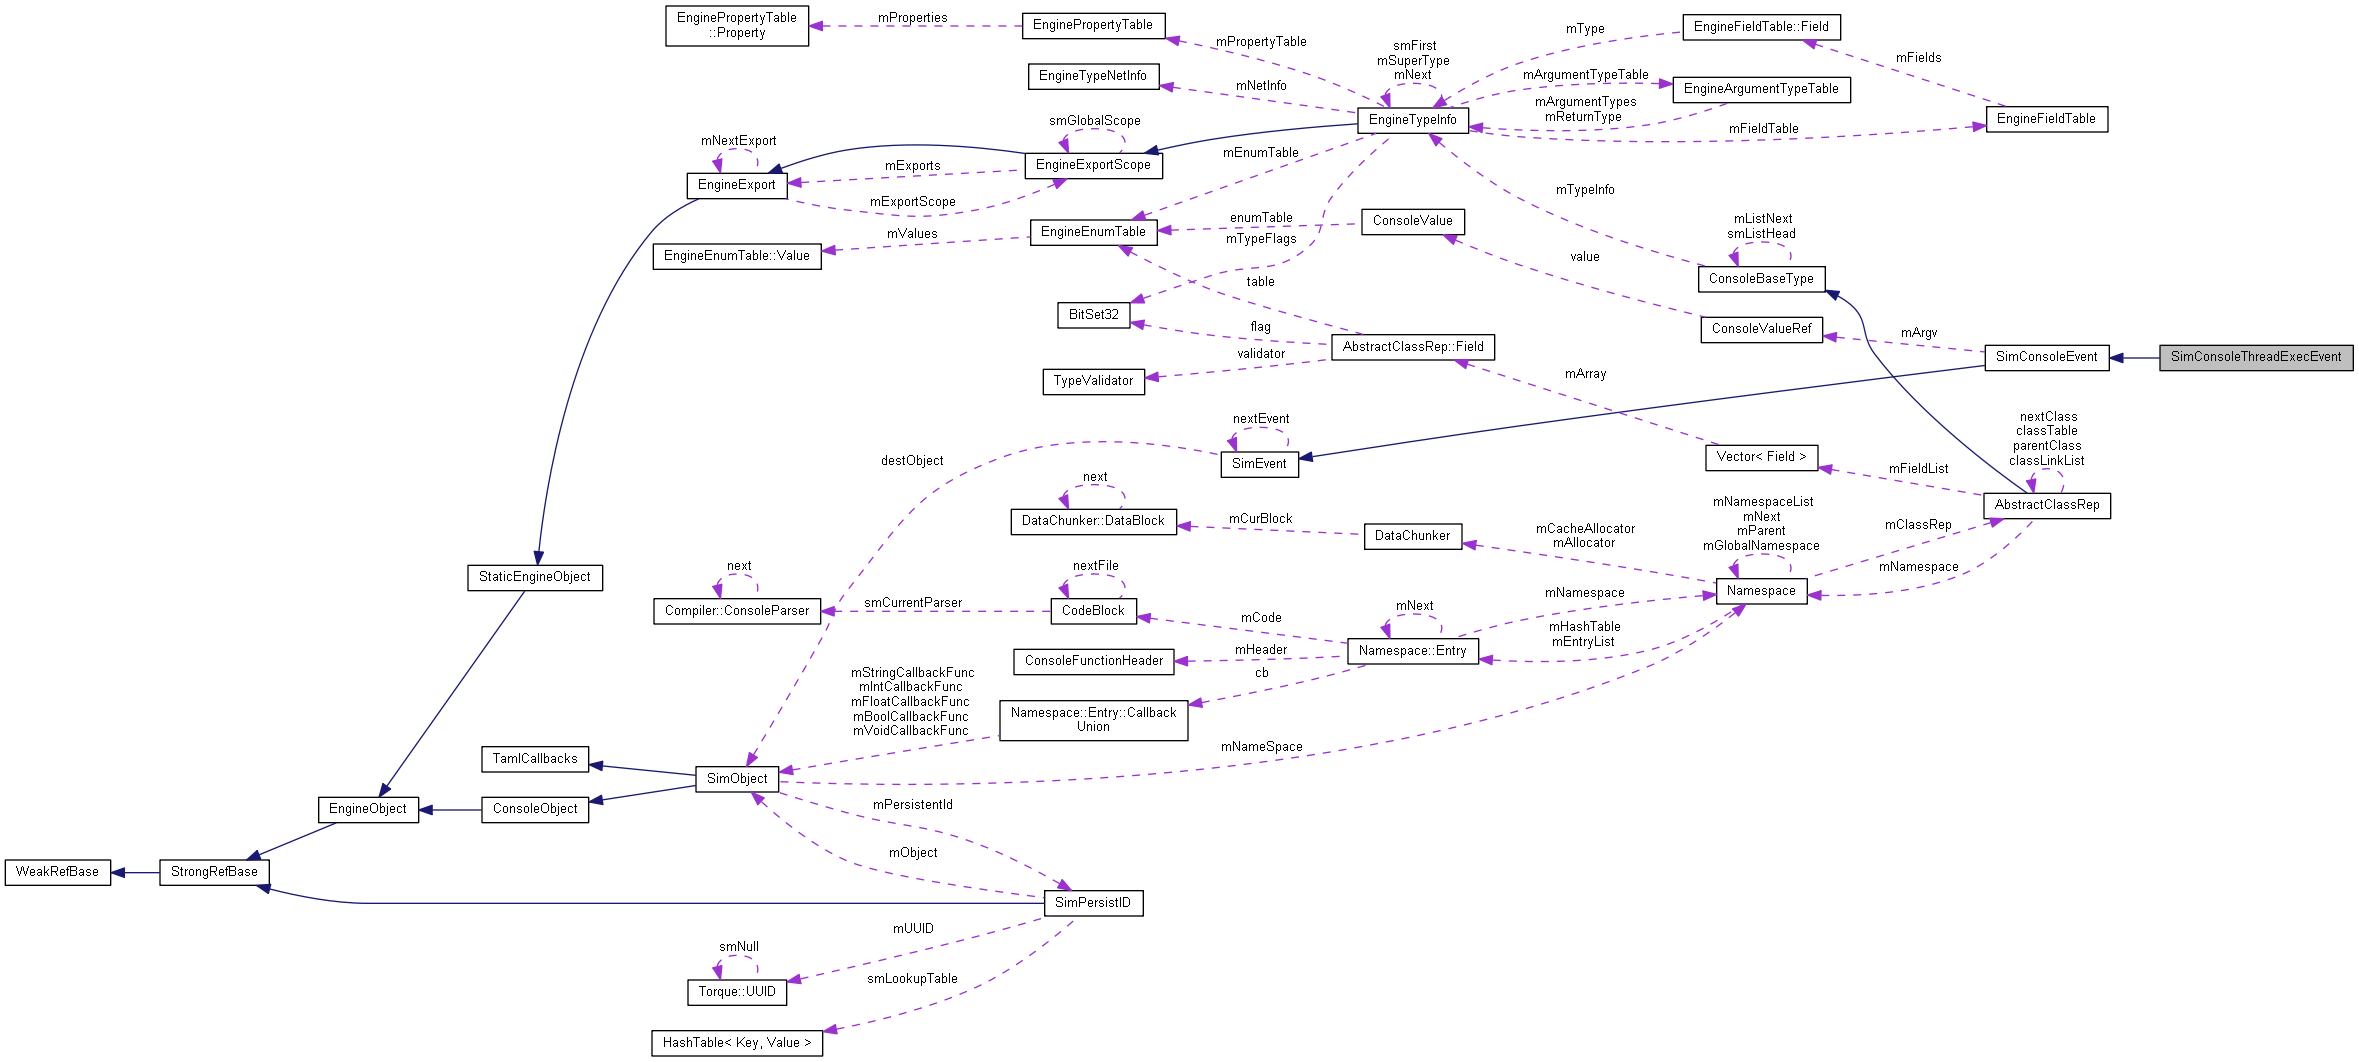 EnginePropertyTable
::Property
mProperties
EnginePropertyTable
EngineFieldTable::Field
mType
mPropertyTable
smFirst
mSuperType
mNext
mFields
EngineTypeNetInfo
mNetInfo
mArgumentTypeTable
EngineArgumentTypeTable
mArgumentTypes
mReturnType
EngineTypeInfo
mFieldTable
EngineFieldTable
smGlobalScope
mNextExport
mEnumTable
EngineExportScope
mExports
EngineExport
mExportScope
mTypeInfo
enumTable
ConsoleValue
mListNext
smListHead
EngineEnumTable
mValues
mTypeFlags
EngineEnumTable::Value
value
ConsoleBaseType
table
BitSet32
flag
ConsoleValueRef
mArgv
AbstractClassRep::Field
validator
SimConsoleEvent
SimConsoleThreadExecEvent
TypeValidator
mArray
nextEvent
nextClass
classTable
parentClass
classLinkList
destObject
SimEvent
Vector< Field >
mFieldList
next
AbstractClassRep
mNamespaceList
mNext
mParent
mGlobalNamespace
DataChunker::DataBlock
mCurBlock
DataChunker
mCacheAllocator
mAllocator
mClassRep
mNamespace
StaticEngineObject
next
nextFile
Namespace
Compiler::ConsoleParser
smCurrentParser
CodeBlock
mCode
mNext
mNamespace
mHashTable
mEntryList
ConsoleFunctionHeader
mHeader
Namespace::Entry
cb
mStringCallbackFunc
mIntCallbackFunc
mFloatCallbackFunc
mBoolCallbackFunc
mVoidCallbackFunc
Namespace::Entry::Callback
Union
mNameSpace
TamlCallbacks
SimObject
EngineObject
ConsoleObject
mPersistentId
mObject
WeakRefBase
StrongRefBase
SimPersistID
mUUID
smNull
Torque::UUID
smLookupTable
HashTable< Key, Value >